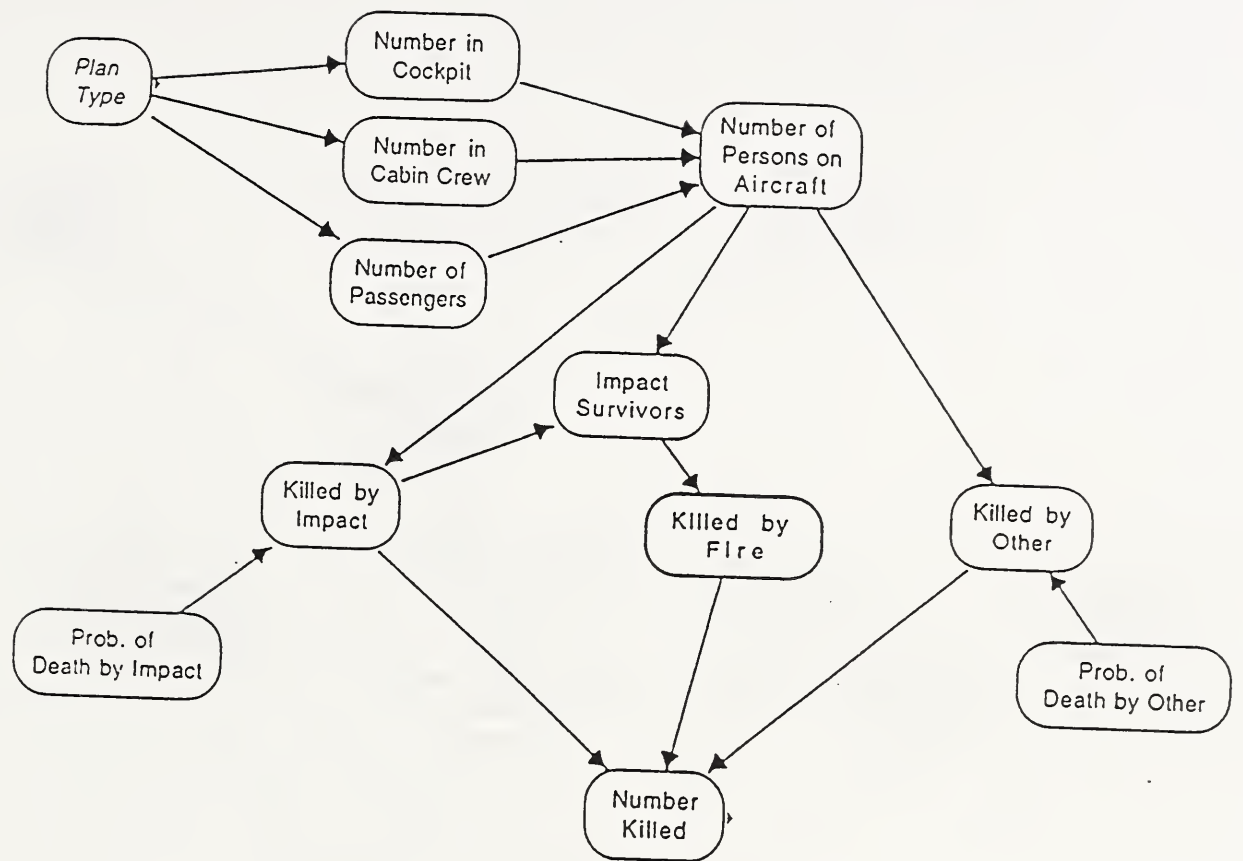 Plan
Type
Number in
Cockpit
Number in
Cabin Crew
Number of
Passengers
Number of
Persons on
Aircraft
Impact
Survivors
Killed by
Impact
Killed by
Fire
Killed by
Other
Prob. of
Death by Impact
Prob. of
Death by Other
Number
Killed